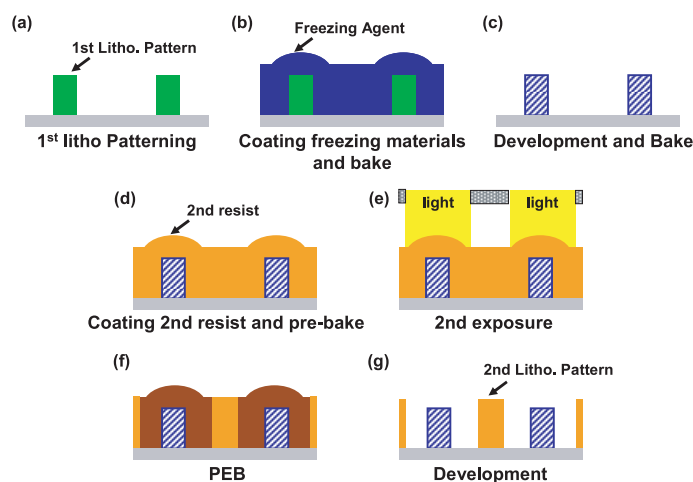 (a)
1st Litho. Pattern
1st litho Patterning
(b)
Freezing Agent
Coating freezing materials
and bake
(c)
Development and Bake
(d)
2nd resist
Coating 2nd resist and pre-bake
(e)
light
light
2nd exposure
(f)
PEB
(g)
2nd Litho. Pattern
Development